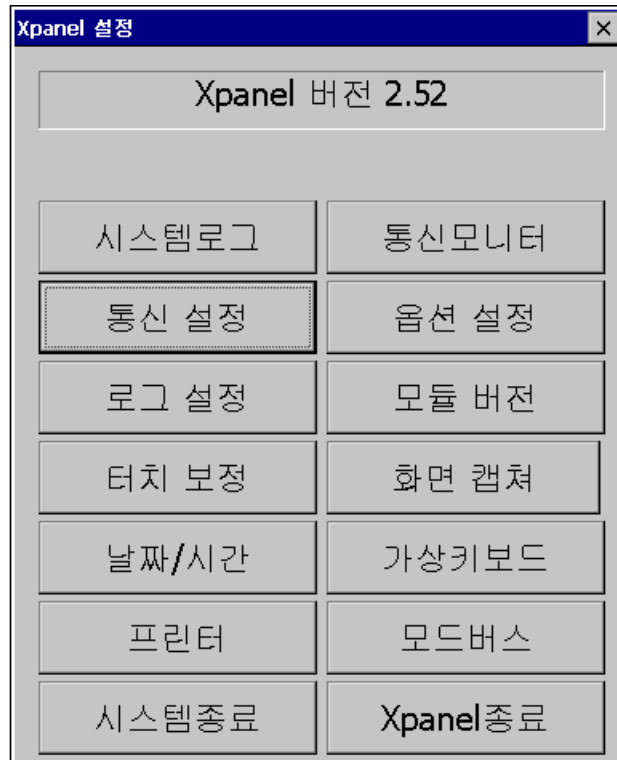 Xpanel 설정
Xpanel 버전 2.52
시스템로그 통신모니터
통신 설정 옵션 설정
로그 설정 모듈 버전
터치 보정 화면 캡쳐
날짜/시간 가상키보드
프린터 모드버스
시스템종료 Xpanel종료